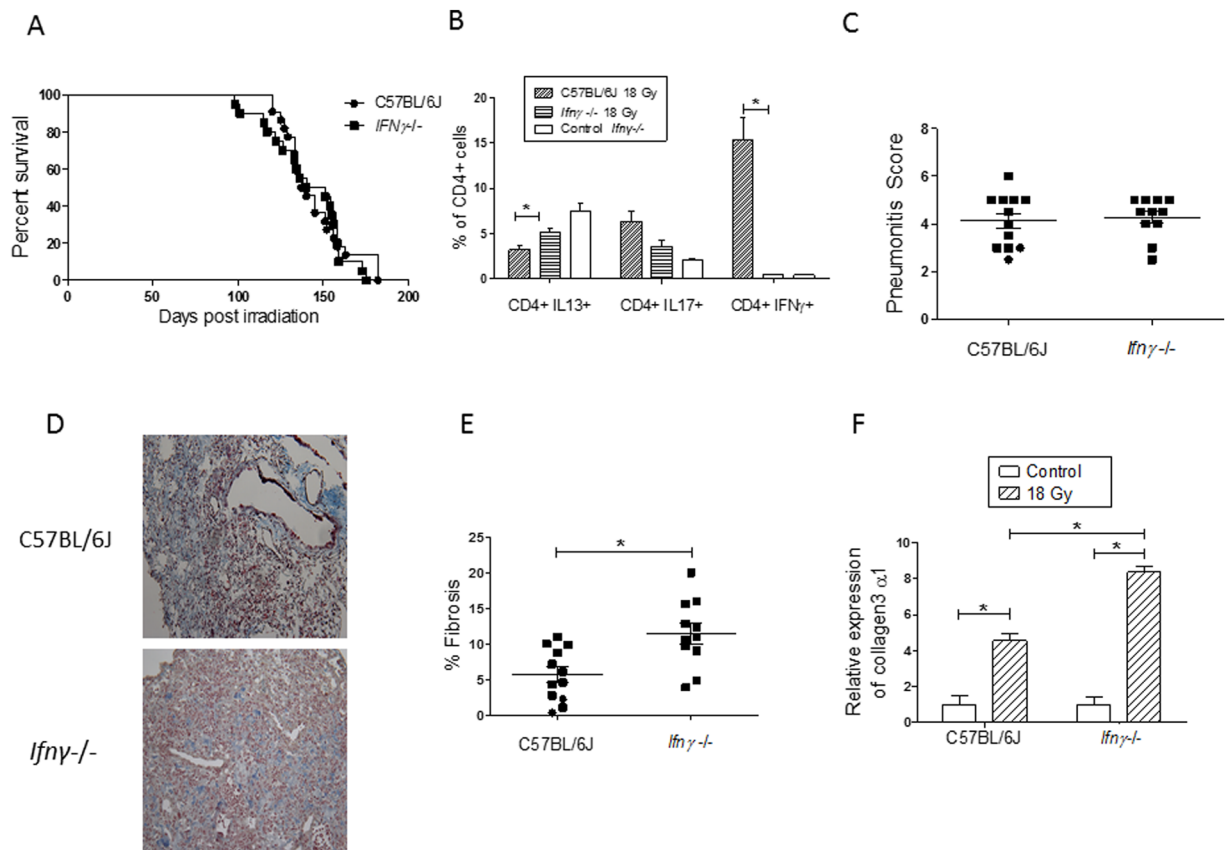 A
C57BL/6J
IFNγ-/-
Percent survival
100
80
60
40
20
0
0 50 100 150 200
Days post irradiation
B
C57BL/6J 18 Gy
Ifnγ -/- 18 Gy
Control Ifnγ-/-
% of CD4+ cells
20
15
10
5
0
*
*
CD4+ IL13+ CD4+ IL17+ CD4+ IFNγ+
C
Pneumonitis Score
8
6
4
2
0
C57BL/6J Ifnγ -/-
D
C57BL/6J
Ifnγ-/-
E
% Fibrosis
25
20
15
10
5
0
*
C57BL/6J Ifnγ -/-
F
Control
18 Gy
Relative expression
of collagen3 α1
10
8
6
4
2
0
*
*
*
C57BL/6J Ifnγ-/-